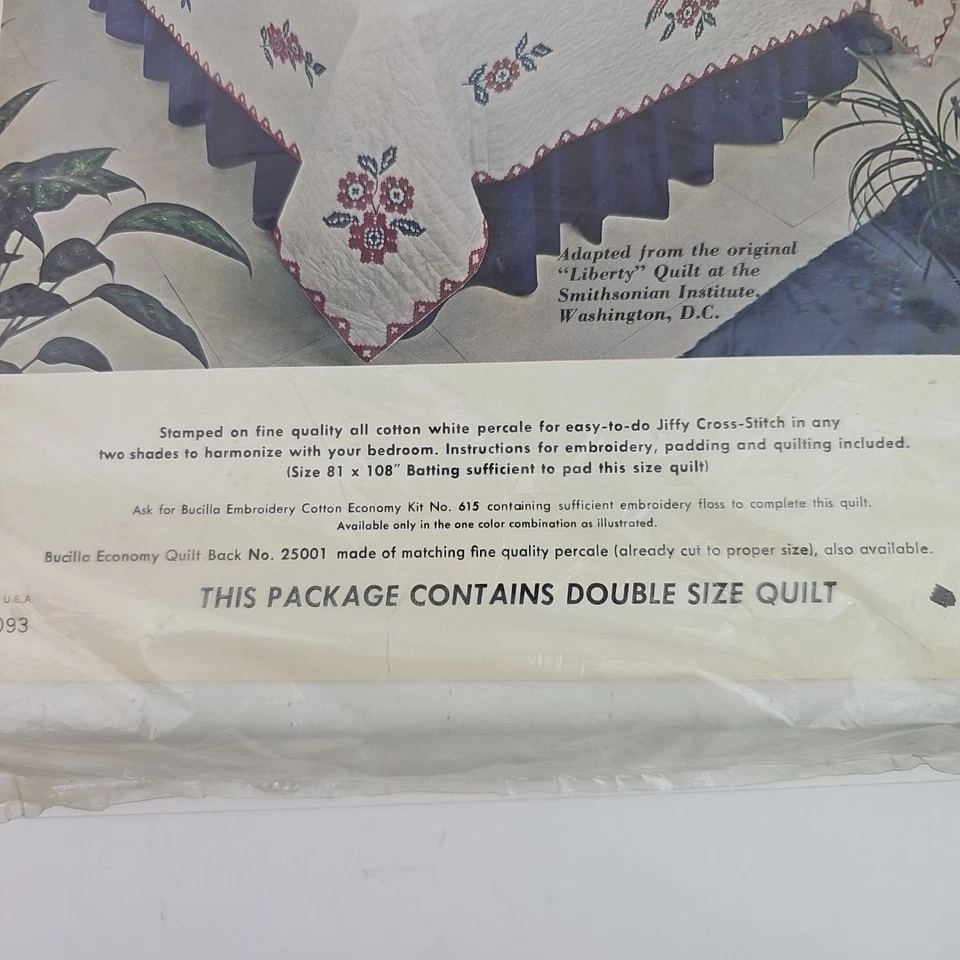 Adapted from the original
“Liberty” Quilt at the
Smithsonian Institute,
Washington, D.C.
Stamped on fine quality all cotton white percale for easy-to-do Jiffy Cross-Stitch in any
two shades to harmonize with your bedroom. Instructions for embroidery, padding and quilting included.
(Size 81 x 108” Batting sufficient to pad this size quilt)
Ask for Bucilla Embroidery Cotton Economy Kit No. 615 containing sufficient embroidery floss to complete this quilt.
Available only in the one color combination as illustrated.
Bucilla Economy Quilt Back No. 25001 made of matching fine quality percale (already cut to proper size), also available.
U.S.A.
THIS PACKAGE CONTAINS DOUBLE SIZE QUILT
093